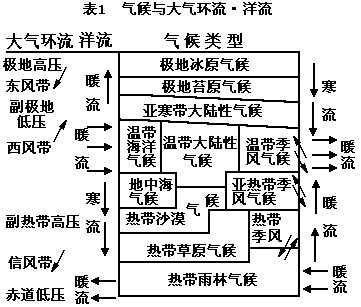 表1 气候与大气环流·洋流
大气环流 洋流 气候类型
极地高压
东风带
副极地
低压
西风带
副热带高压
信风带
赤道低压
暖
流
暖
流
寒
流
暖
流
极地冰原气候
极地苔原气候
亚寒带大陆性气候
温带
海洋
气候
温带大陆性
气候
温带季
风气候
地中海
气候
亚热带季
风气候
热带沙漠
热带
季风
热带草原气候
热带雨林气候
寒
流
暖
流
暖
流
暖
流